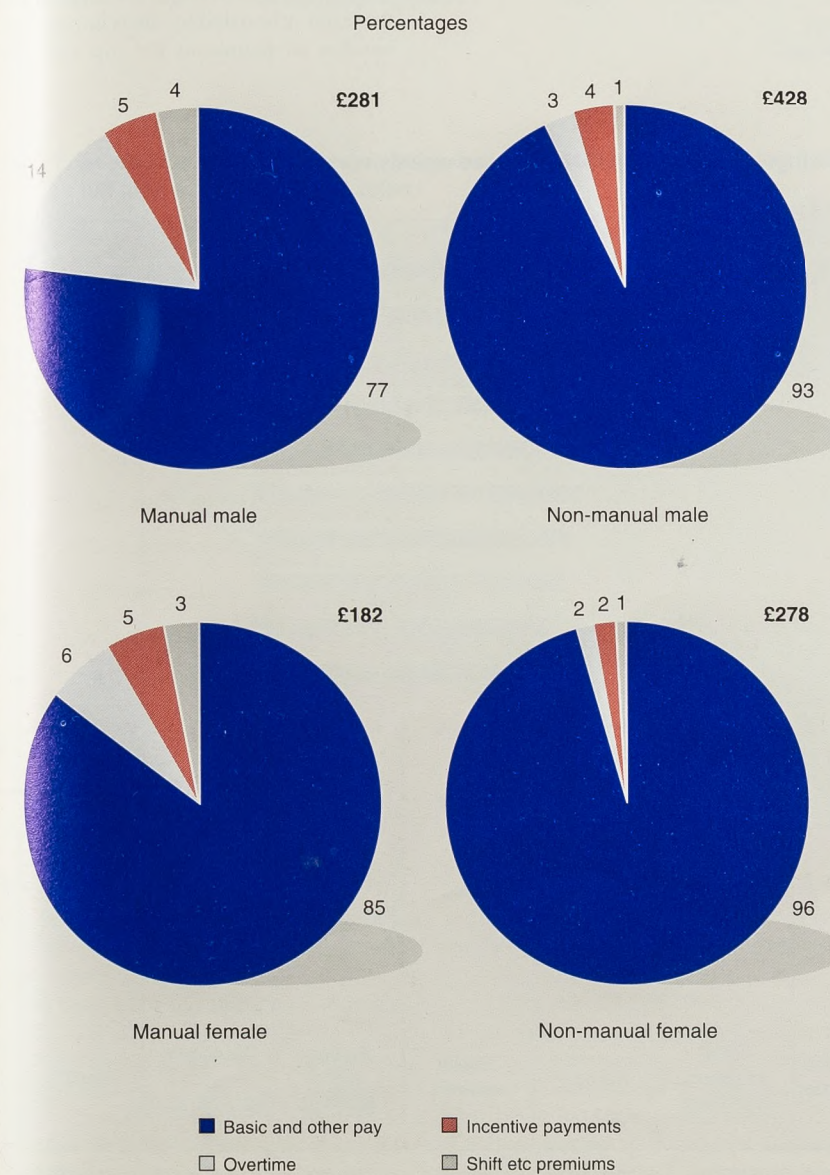 Percentages
4
5
£281
14
77
Manual male
3 4 1
£428
93
Non-manual male
3
5
£182
6
85
Manual female
2 2 1
£278
96
Non-manual female
Basic and other pay
Incentive payments
Overtime
Shift etc premiums